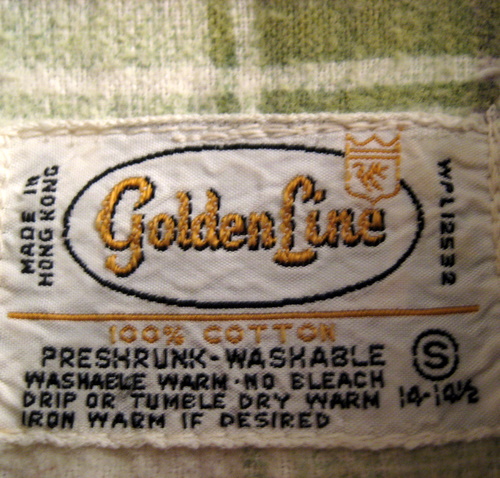 MADE IN
HONG KONG
Golden Line
WPL12532
100% COTTON
PRESHRUNK-WASHABLE
WASHABLE WARM·NO BLEACH
DRIP OR TUMBLE DRY WARM
IRON WARM IF DESIRED
S
14-14½